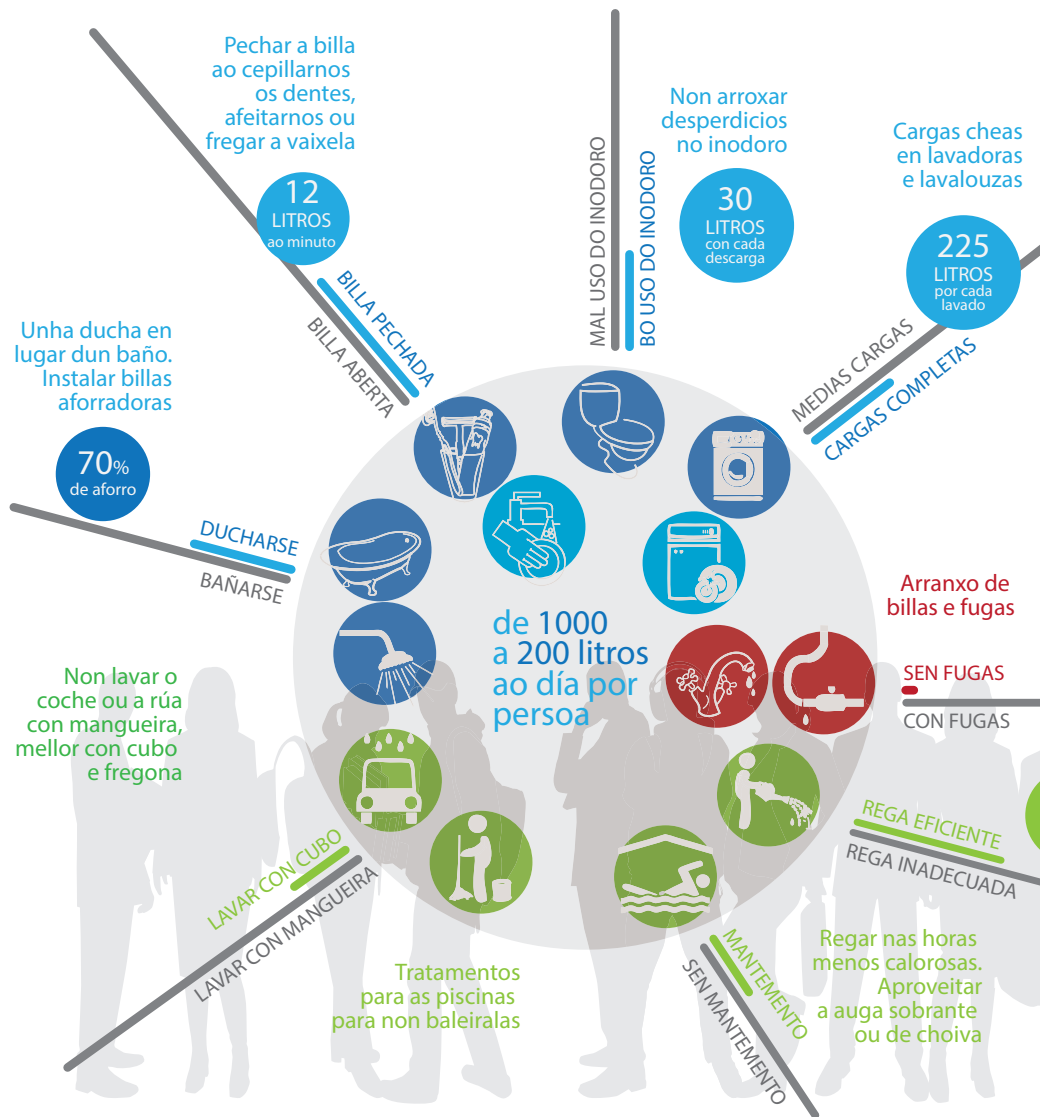 Pechar a billa
ao cepillarnos
os dentes,
afeitarnos ou
fregar a vaixela
12
LITROS
ao minuto
BILLA PECHADA
BILLA ABERTA
Non arroxar
desperdicios
no inodoro
30
LITROS
con cada
descarga
MAL USO DO INODORO
BO USO DO INODORO
Cargas cheas
en lavadoras
e lavalouzas
225
LITROS
por cada
lavado
MEDIAS CARGAS
CARGAS COMPLETAS
Unha ducha en
lugar dun baño.
Instalar billas
aforradoras
70%
de aforro
DUCHARSE
BAÑARSE
de 1000
a 200 litros
ao día por
persoa
Arranxo de
billas e fugas
SEN FUGAS
CON FUGAS
Non lavar o
coche ou a rúa
con mangueira,
mellor con cubo
e fregona
LAVAR CON CUBO
LAVAR CON MANGUEIRA
REGA EFICIENTE
REGA INADECUADA
Regar nas horas
menos calorosas.
Aproveitar
a auga sobrante
ou de choiva
Tratamentos
para as piscinas
para non baleiralas
MANTEMENTO
SEN MANTEMENTO